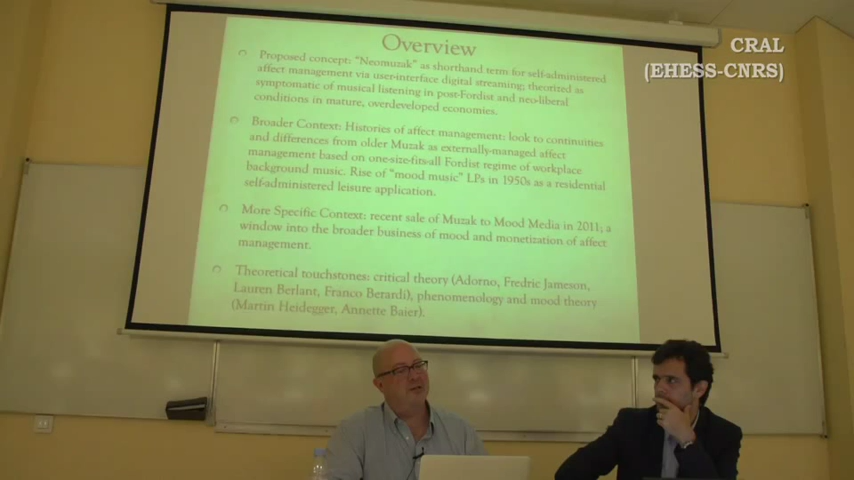 Overview
CRAL
(EHESS-CNRS)
Proposed concept: "Neomuzak" as shorthand term for self-administered
affect management via user-interface digital streaming; theorized as
symptomatic of musical listening in post-Fordist and neo-liberal
conditions in mature, overdeveloped economies.
Broader Context: Histories of affect management: look to continuities
and differences from older Muzak as externally-managed affect
management based on one-size-fits-all Fordist regime of workplace
background music. Rise of "mood music" LPs in 1950s as a residential
self-administered leisure application.
More Specific Context: recent sale of Muzak to Mood Media in 2011; a
window into the broader business of mood and monetization of affect
management.
Theoretical touchstones: critical theory (Adorno, Fredric Jameson,
Lauren Berlant, Franco Berardi), phenomenology and mood theory
(Martin Heidegger, Annette Baier).